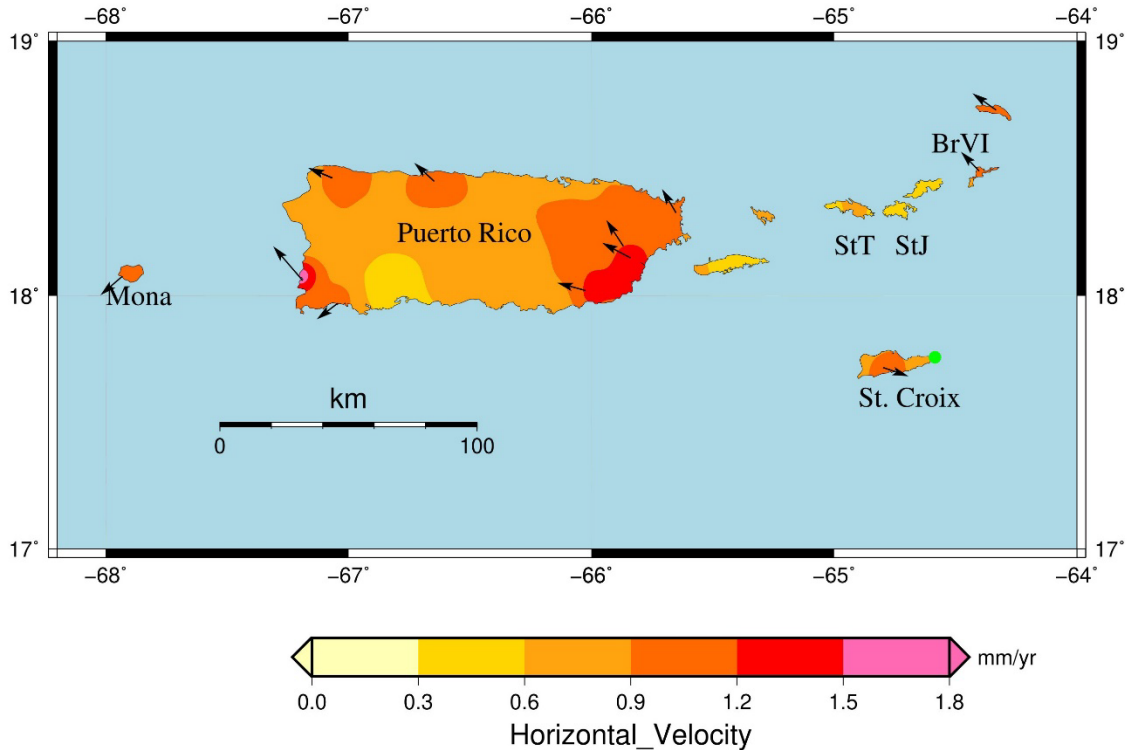 −68˚ −67˚ −66˚ −65˚ −64˚
19˚ 19˚
BrVI
Puerto Rico
StT StJ
Mona
18˚ 18˚
St. Croix
km
0 100
17˚ 17˚
−68˚ −67˚ −66˚ −65˚ −64˚
mm/yr
0.0 0.3 0.6 0.9 1.2 1.5 1.8
Horizontal_Velocity